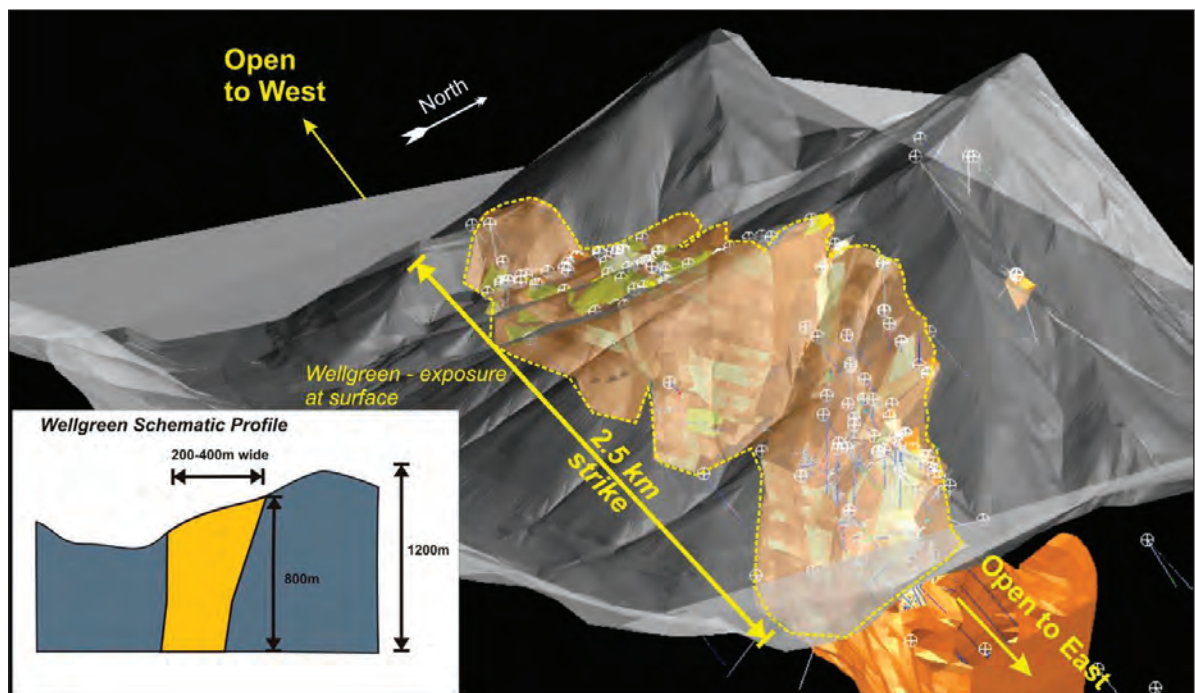 Open
to West
North
Wellgreen - exposure
at surface
2.5 km
strike
Open to East
Wellgreen Schematic Profile
200-400m wide
800m
1200m